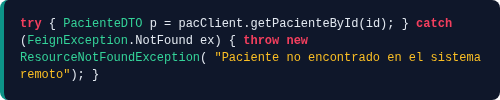 try { PacienteDTO p = pacClient.getPacienteById(id); } catch
(FeignException.NotFound ex) { throw new
ResourceNotFoundException( "Paciente no encontrado en el sistema
remoto"); }